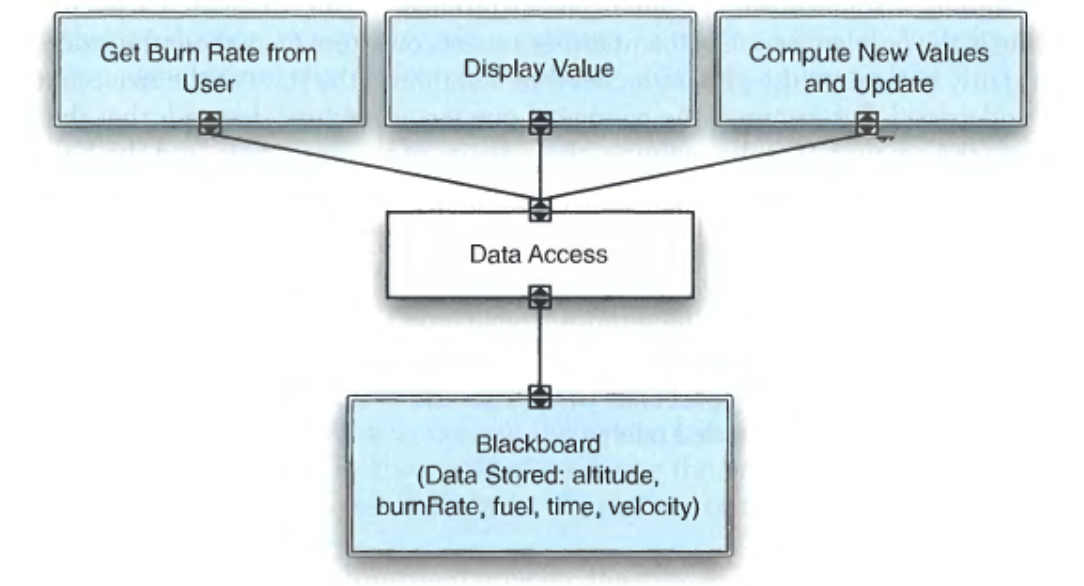 Get Burn Rate from
User
Display Value
Compute New Values
and Update
Data Access
Blackboard
(Data Stored: altitude,
burnRate, fuel, time, velocity)